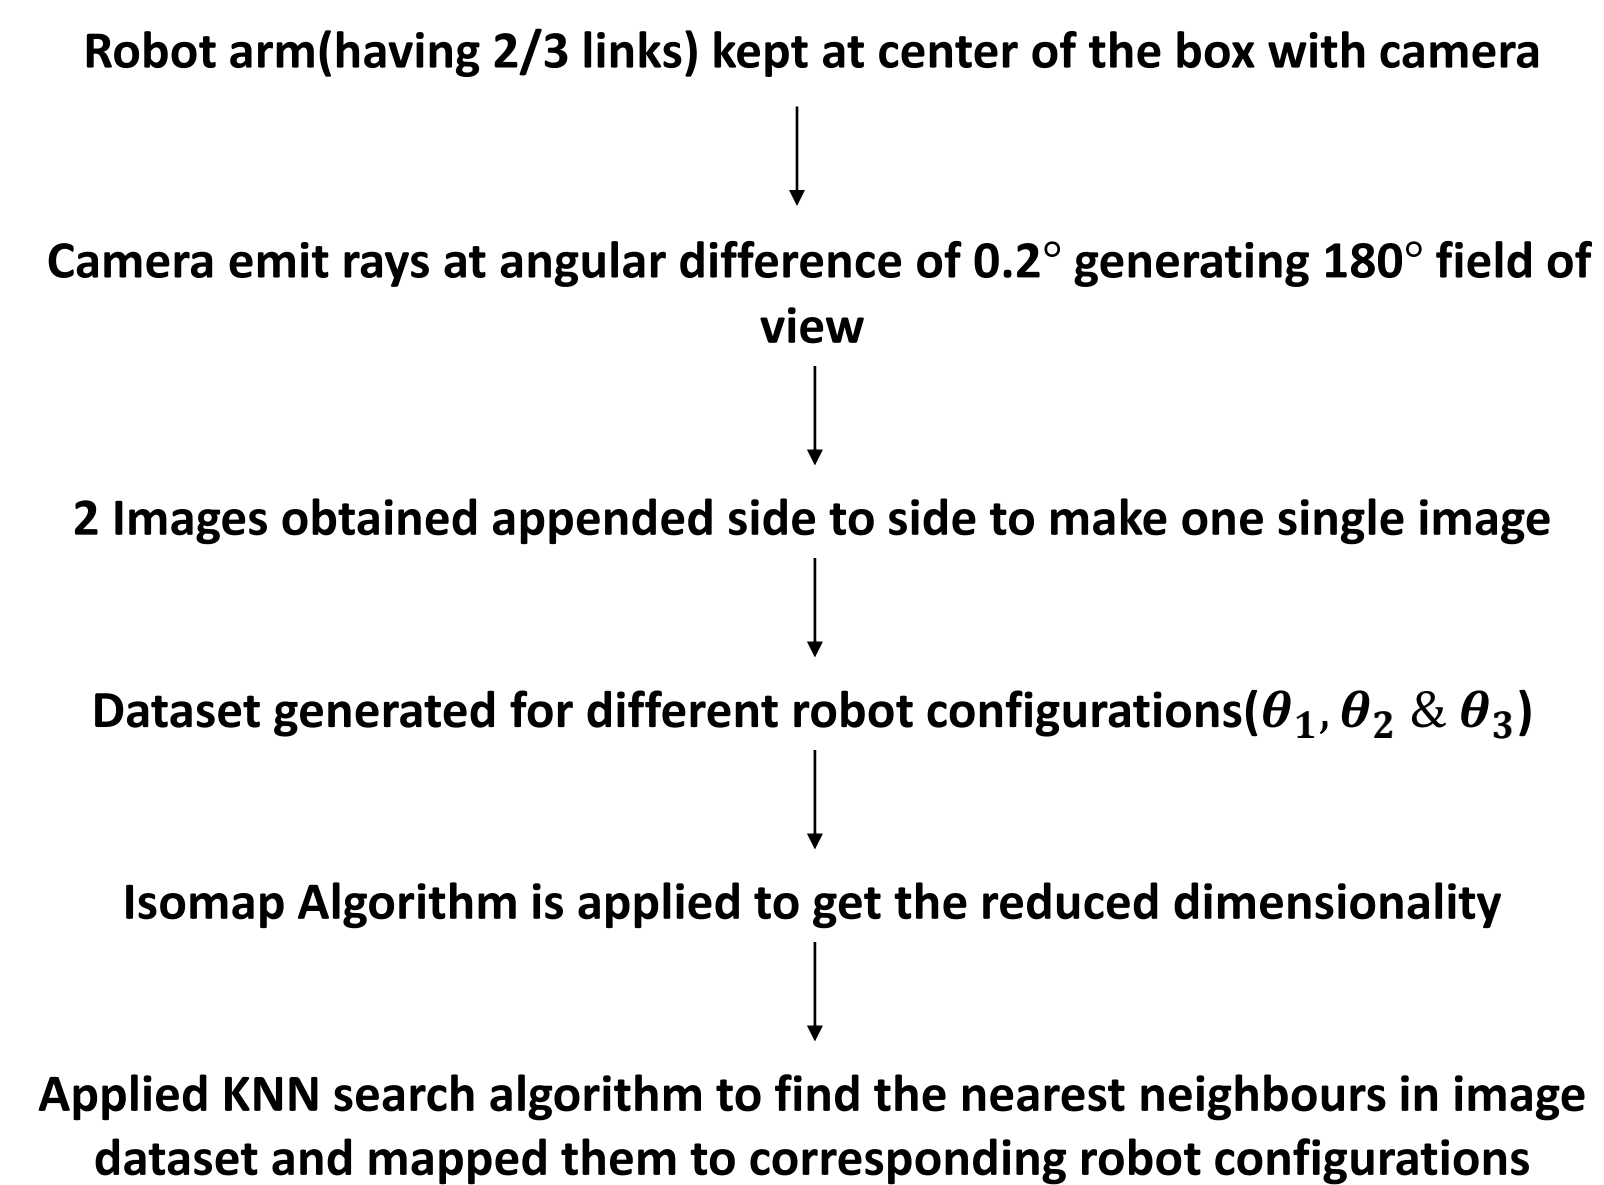 Robot arm(having 2/3 links) kept at center of the box with camera
Camera emit rays at angular difference of 0.2° generating 180° field of
view
2 Images obtained appended side to side to make one single image
Dataset generated for different robot configurations(θ₁, θ₂ & θ₃)
Isomap Algorithm is applied to get the reduced dimensionality
Applied KNN search algorithm to find the nearest neighbours in image
dataset and mapped them to corresponding robot configurations